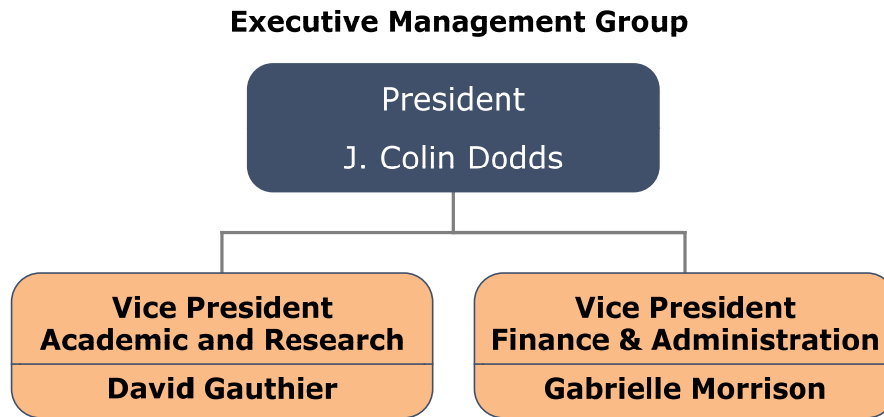 Executive Management Group
President
J. Colin Dodds
Vice President
Academic and Research
David Gauthier
Vice President
Finance & Administration
Gabrielle Morrison